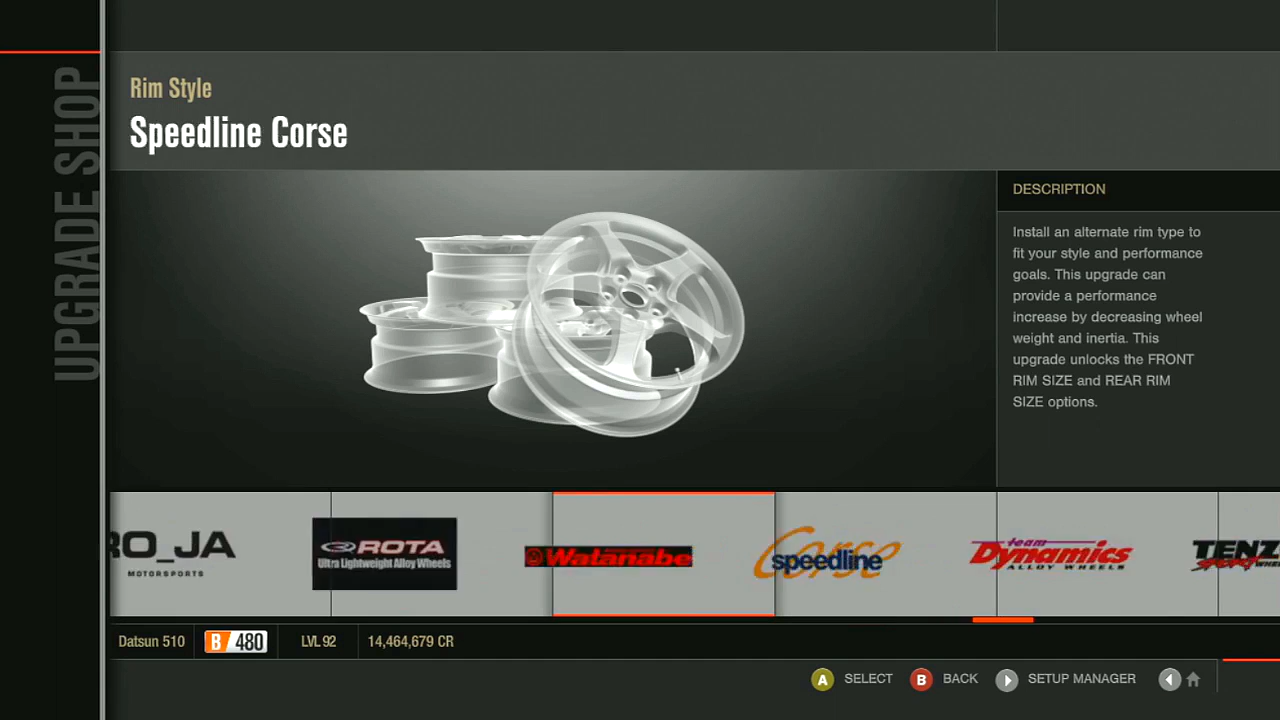 UPGRADE SHOP
Rim Style
Speedline Corse
DESCRIPTION
Install an alternate rim type to
fit your style and performance
goals. This upgrade can
provide a performance
increase by decreasing wheel
weight and inertia. This
upgrade unlocks the FRONT
RIM SIZE and REAR RIM
SIZE options.
RO_JA
MOTORSPORTS
ROTA
Ultra Lightweight Alloy Wheels
Watanabe
Corse
speedline
team
Dynamics
ALLOY WHEELS
TENZ
Datsun 510
B 480
LVL 92
14,464,679 CR
A SELECT
B BACK
SETUP MANAGER